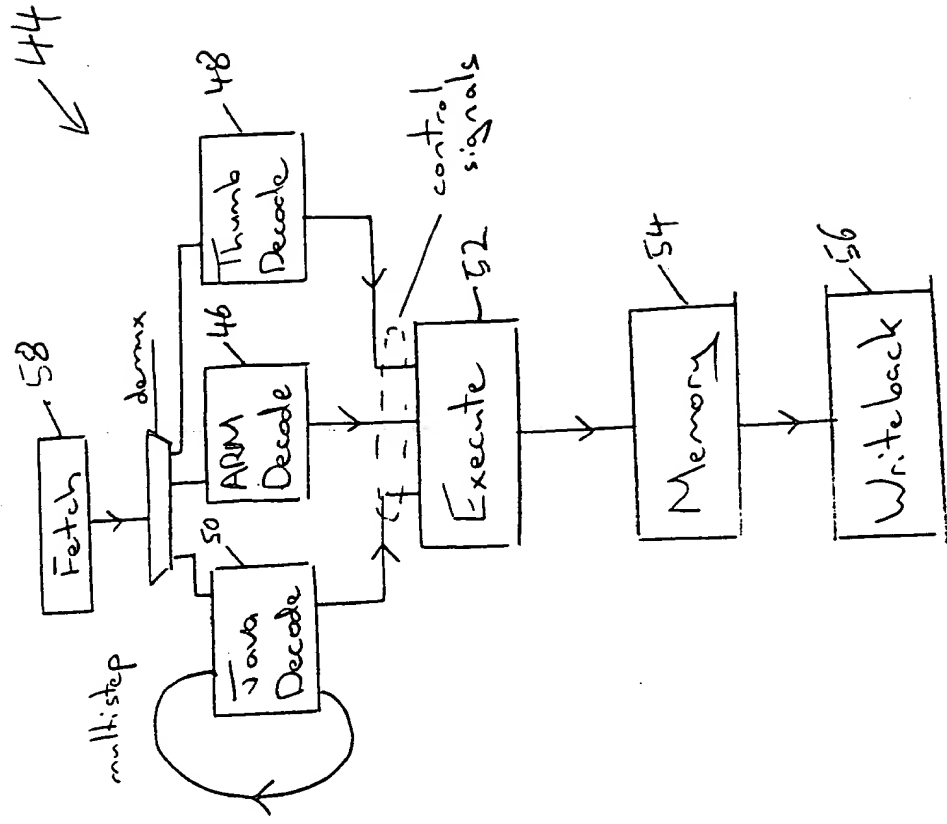 44
58
Fetch
demux
multistep
50
Java
Decode
46
ARM
Decode
48
Thumb
Decode
control
signals
52
Execute
54
Memory
56
Writeback